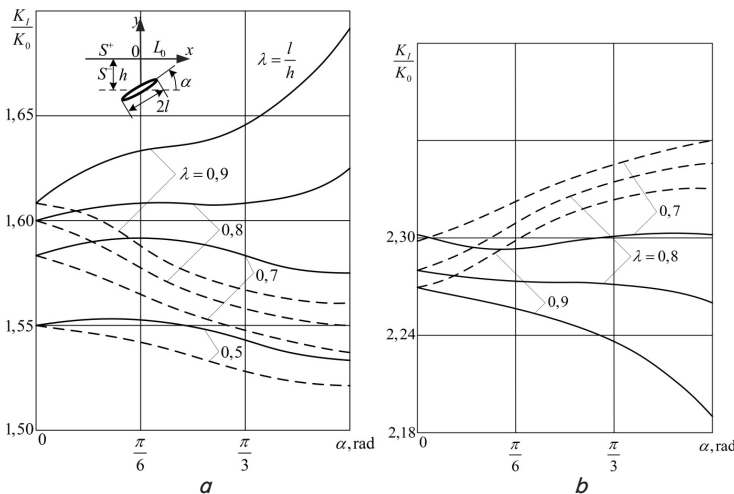 K_I
K_0
y
S⁺ 0 L_0 x
S⁻ h
α
2l
λ = l/h
1,65
λ=0,9
1,60
0,8
0,7
1,55
0,5
1,50
0
π/6
π/3
α,rad
a
K_I
K_0
0,7
2,30
λ=0,8
0,9
2,24
2,18
0
π/6
π/3
α,rad
b